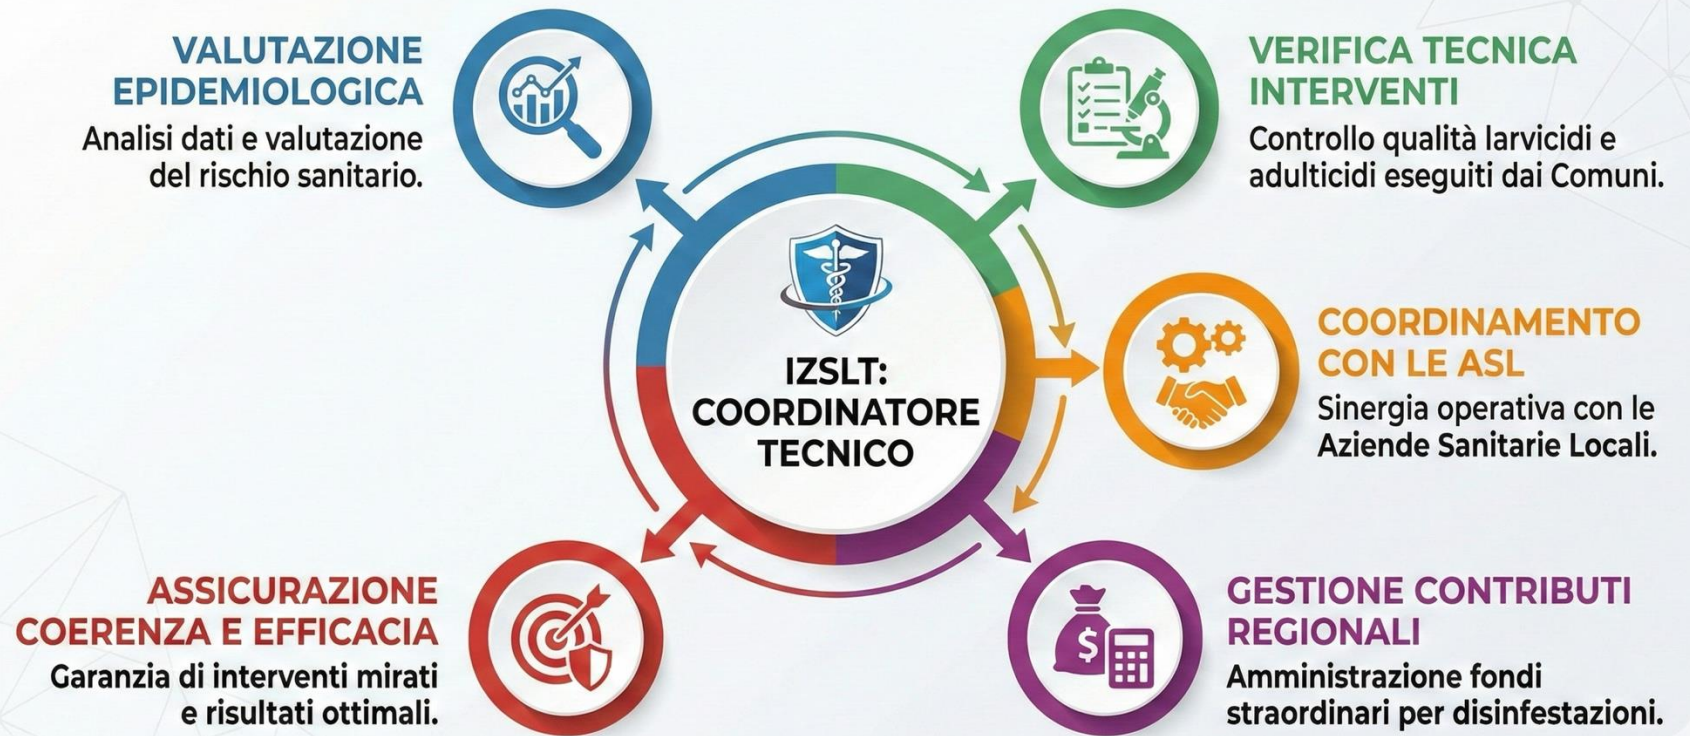 VALUTAZIONE
EPIDEMIOLOGICA
Analisi dati e valutazione
del rischio sanitario.
VERIFICA TECNICA
INTERVENTI
Controllo qualità larvicidi e
adulticidi eseguiti dai Comuni.
IZSLT:
COORDINATORE
TECNICO
COORDINAMENTO
CON LE ASL
Sinergia operativa con le
Aziende Sanitarie Locali.
ASSICURAZIONE
COERENZA E EFFICACIA
Garanzia di interventi mirati
e risultati ottimali.
$
GESTIONE CONTRIBUTI
REGIONALI
Amministrazione fondi
straordinari per disinfestazioni.